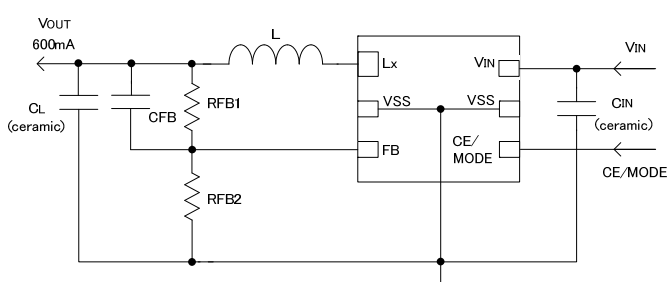 VOUT
600mA
L
Lx
VIN
VIN
CL
(ceramic)
CFB
RFB1
VSS
VSS
CIN
(ceramic)
FB
CE/
MODE
CE/MODE
RFB2